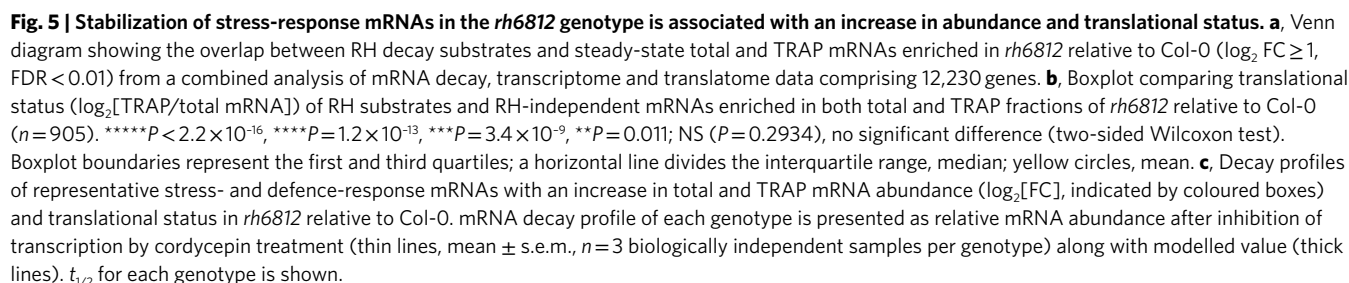 Fig. 5 | Stabilization of stress-response mRNAs in the rh6812 genotype is associated with an increase in abundance and translational status. a, Venn
diagram showing the overlap between RH decay substrates and steady-state total and TRAP mRNAs enriched in rh6812 relative to Col-0 (log₂ FC ≥ 1,
FDR < 0.01) from a combined analysis of mRNA decay, transcriptome and translatome data comprising 12,230 genes. b, Boxplot comparing translational
status (log₂[TRAP/total mRNA]) of RH substrates and RH-independent mRNAs enriched in both total and TRAP fractions of rh6812 relative to Col-0
(n = 905). *****P < 2.2 × 10⁻¹⁶, ****P = 1.2 × 10⁻¹³, ***P = 3.4 × 10⁻⁹, **P = 0.011; NS (P = 0.2934), no significant difference (two-sided Wilcoxon test).
Boxplot boundaries represent the first and third quartiles; a horizontal line divides the interquartile range, median; yellow circles, mean. c, Decay profiles
of representative stress- and defence-response mRNAs with an increase in total and TRAP mRNA abundance (log₂[FC], indicated by coloured boxes)
and translational status in rh6812 relative to Col-0. mRNA decay profile of each genotype is presented as relative mRNA abundance after inhibition of
transcription by cordycepin treatment (thin lines, mean ± s.e.m., n = 3 biologically independent samples per genotype) along with modelled value (thick
lines). t₁/₂ for each genotype is shown.